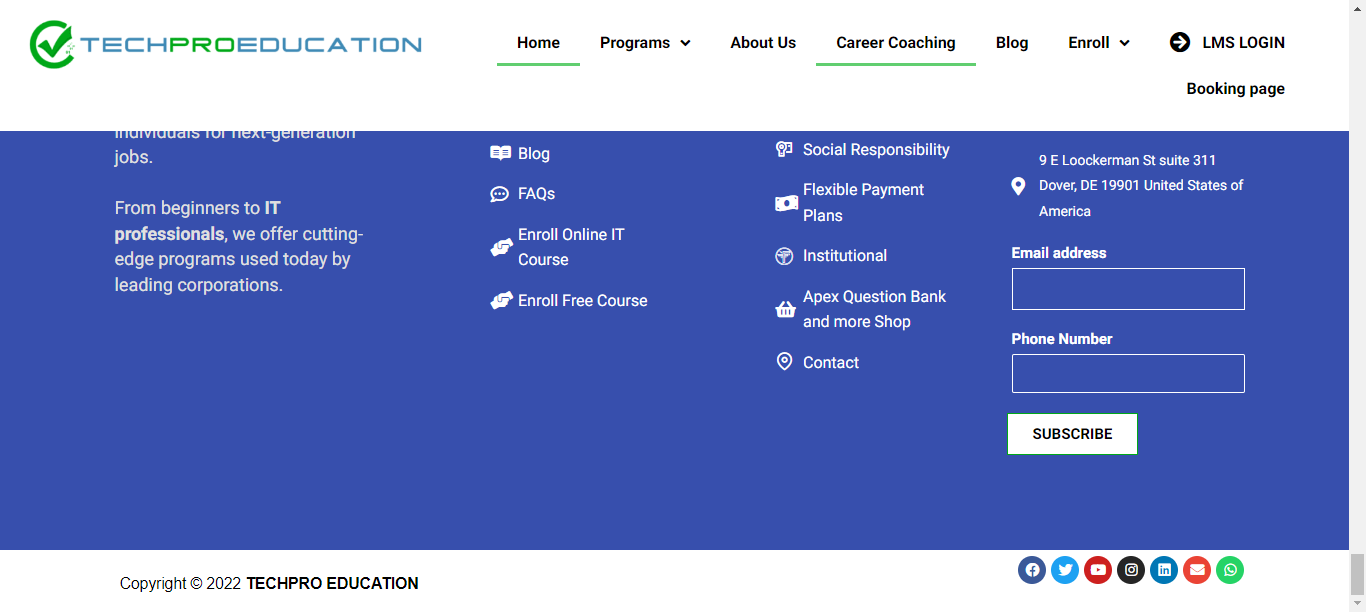 TECHPROEDUCATION
Home
Programs
About Us
Career Coaching
Blog
Enroll
LMS LOGIN
Booking page
individuals for next-generation
jobs.
From beginners to IT
professionals, we offer cutting-
edge programs used today by
leading corporations.
Blog
FAQs
Enroll Online IT
Course
Enroll Free Course
Social Responsibility
Flexible Payment
Plans
Institutional
Apex Question Bank
and more Shop
Contact
9 E Loockerman St suite 311
Dover, DE 19901 United States of
America
Email address
Phone Number
SUBSCRIBE
Copyright © 2022 TECHPRO EDUCATION